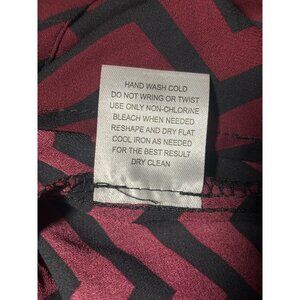 HAND WASH COLD
DO NOT WRING OR TWIST
USE ONLY NON-CHLORINE
BLEACH WHEN NEEDED
RESHAPE AND DRY FLAT
COOL IRON AS NEEDED
FOR THE BEST RESULT
DRY CLEAN